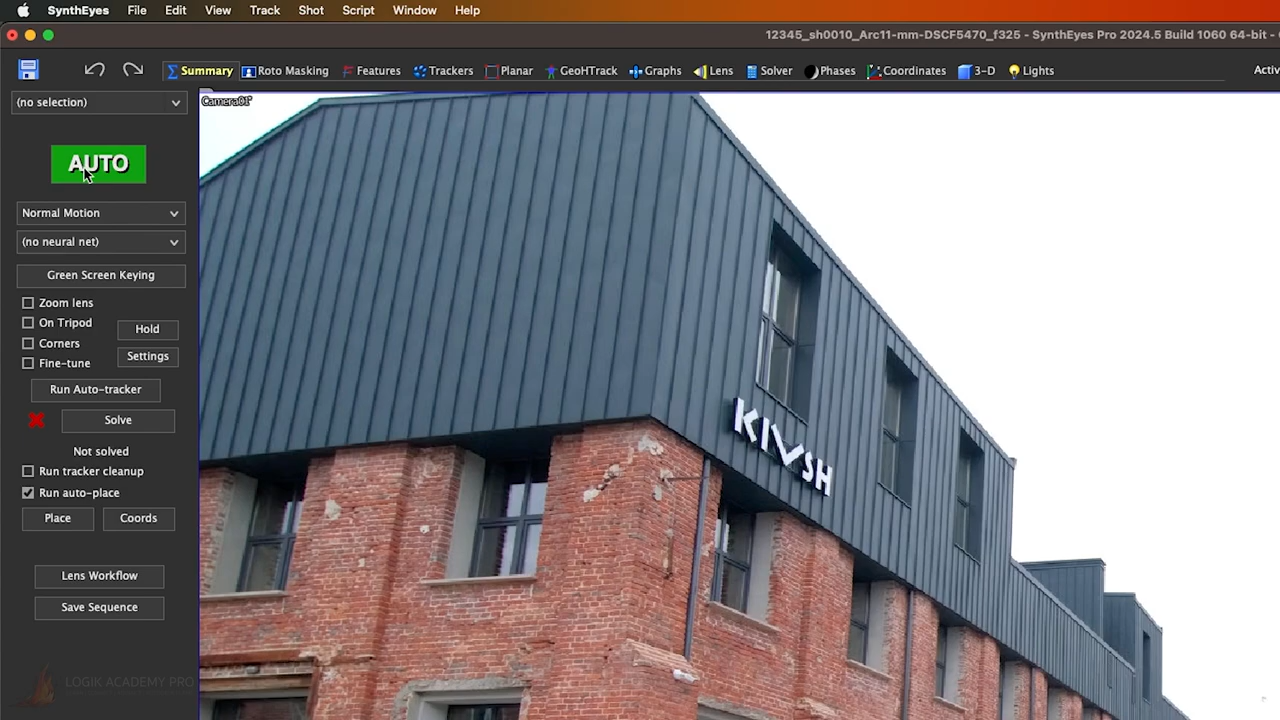 SynthEyes File Edit View Track Shot Script Window Help
12345_sh0010_Arc11-mm-DSCF5470_f325 - SynthEyes Pro 2024.5 Build 1060 64-bit -
Summary Roto Masking Features Trackers Planar GeoHTrack Graphs Lens Solver Phases Coordinates 3-D Lights Activ
(no selection)
Camera01*
AUTO
Normal Motion
(no neural net)
Green Screen Keying
Zoom lens
On Tripod
Hold
Corners
Settings
Fine-tune
Run Auto-tracker
Solve
Not solved
Run tracker cleanup
Run auto-place
Place Coords
Lens Workflow
Save Sequence
LOGIK ACADEMY PRO
KIVSH